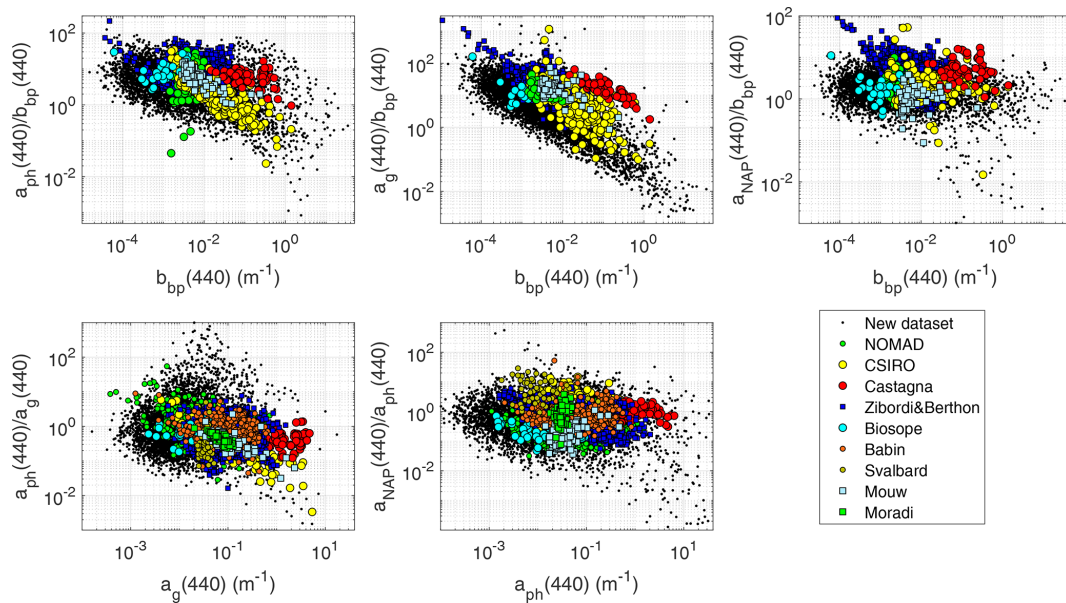 10^2
10^0
10^-2
a_ph(440)/b_bp(440)
10^-4
10^-2
10^0
b_bp(440) (m^-1)
10^2
10^0
10^-2
a_g(440)/b_bp(440)
10^-4
10^-2
10^0
b_bp(440) (m^-1)
10^2
10^0
10^-2
a_NAP(440)/b_bp(440)
10^-4
10^-2
10^0
b_bp(440) (m^-1)
10^2
10^0
10^-2
a_ph(440)/a_g(440)
10^-3
10^-1
10^1
a_g(440) (m^-1)
10^2
10^0
10^-2
a_NAP(440)/a_ph(440)
10^-3
10^-1
10^1
a_ph(440) (m^-1)
New dataset
NOMAD
CSIRO
Castagna
Zibordi&Berthon
Biosope
Babin
Svalbard
Mouw
Moradi